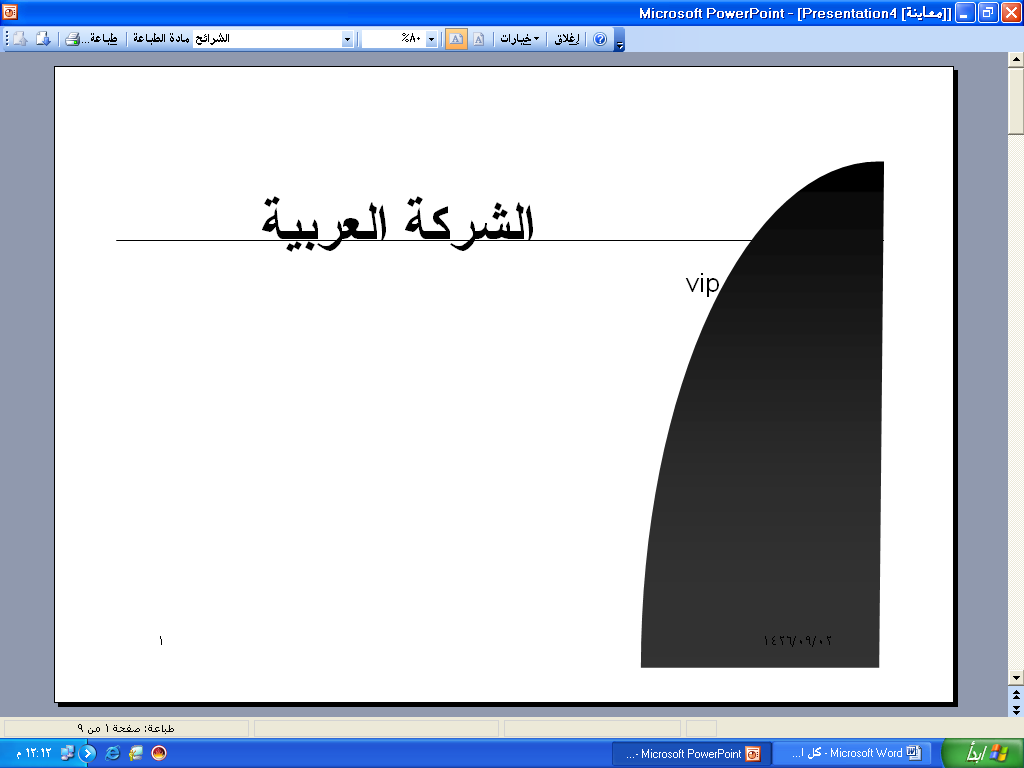 Microsoft PowerPoint - [Presentation4 [معاينة]]
طباعة... مادة الطباعة الشرائح ٨٠% خيارات إغلاق
الشركة العربية
vip
١٤٢٦/٠٩/٠٢
١
طباعة: صفحة ١ من ٩
ابدأ
كل ا... - Microsoft Word
Microsoft PowerPoint -...
١٢:١٢ م